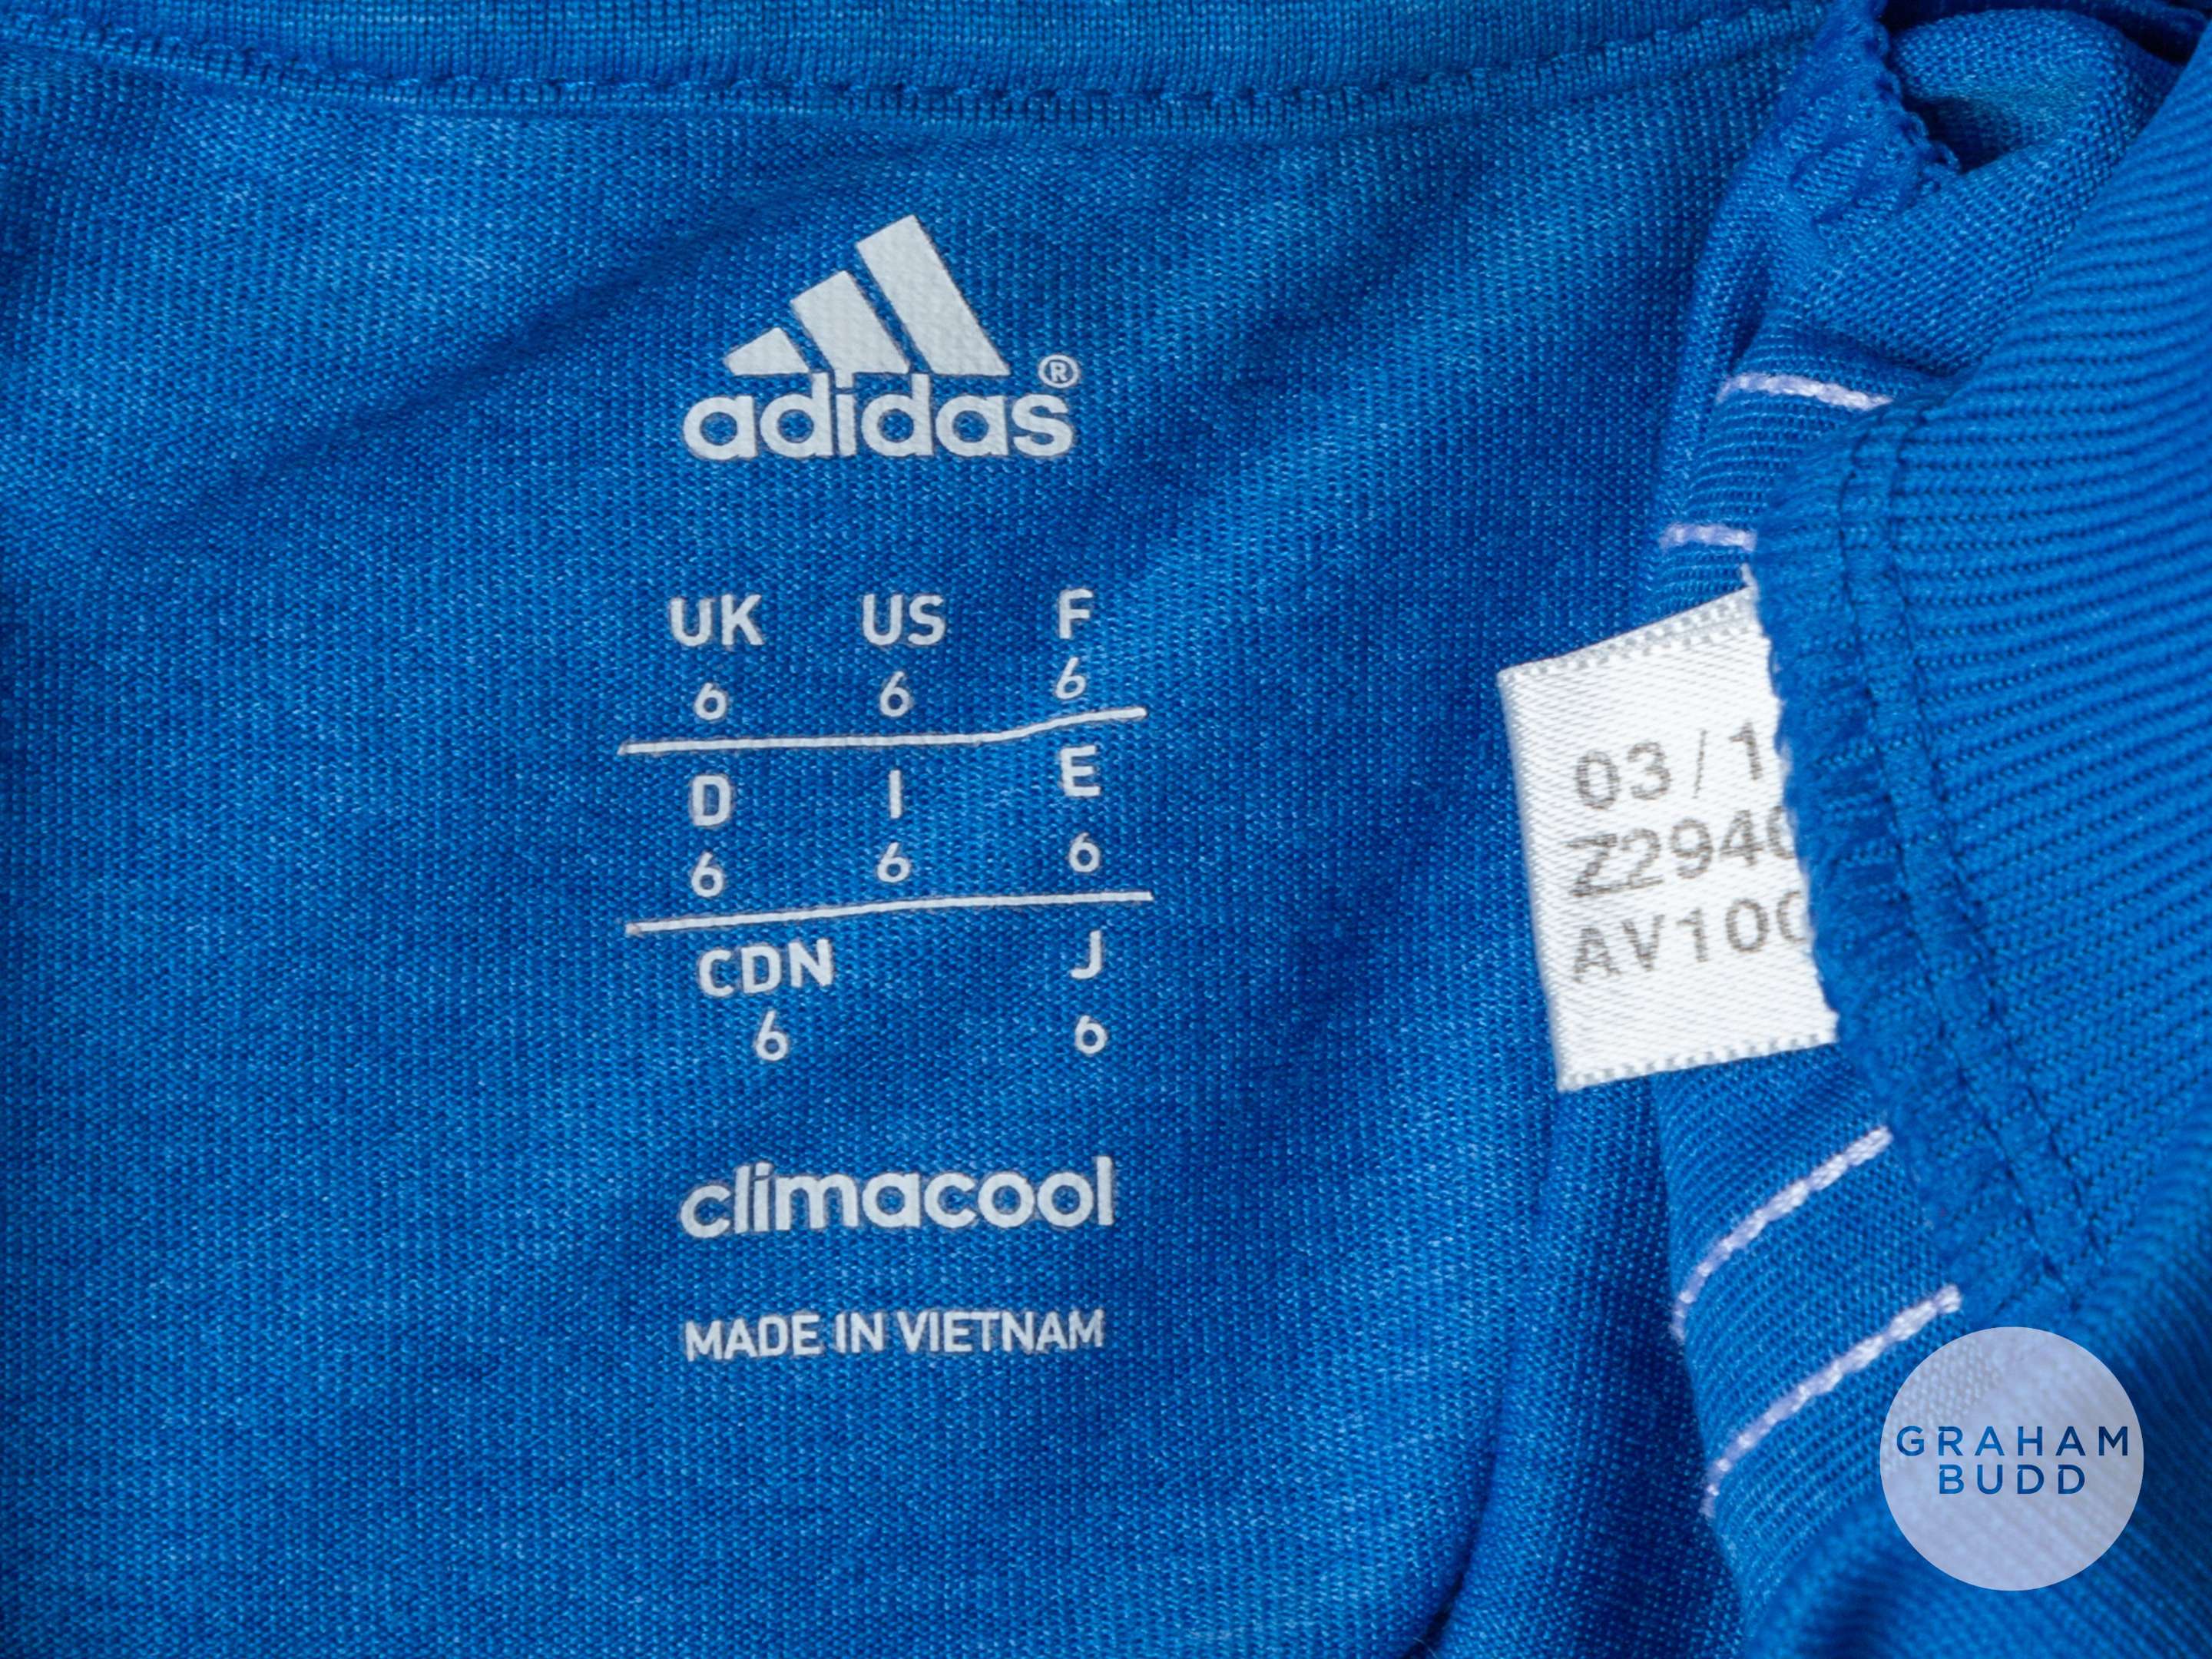 adidas®
UK US F
6 6 6
D I E
6 6 6
CDN J
6 6
climacool
MADE IN VIETNAM
03/1
Z294
AV10
GRAHAM
BUDD